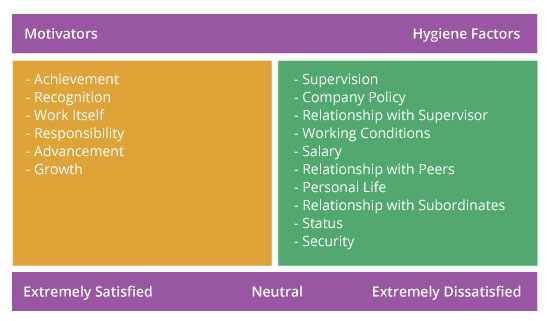 Motivators Hygiene Factors
- Achievement
- Recognition
- Work Itself
- Responsibility
- Advancement
- Growth
- Supervision
- Company Policy
- Relationship with Supervisor
- Working Conditions
- Salary
- Relationship with Peers
- Personal Life
- Relationship with Subordinates
- Status
- Security
Extremely Satisfied Neutral Extremely Dissatisfied